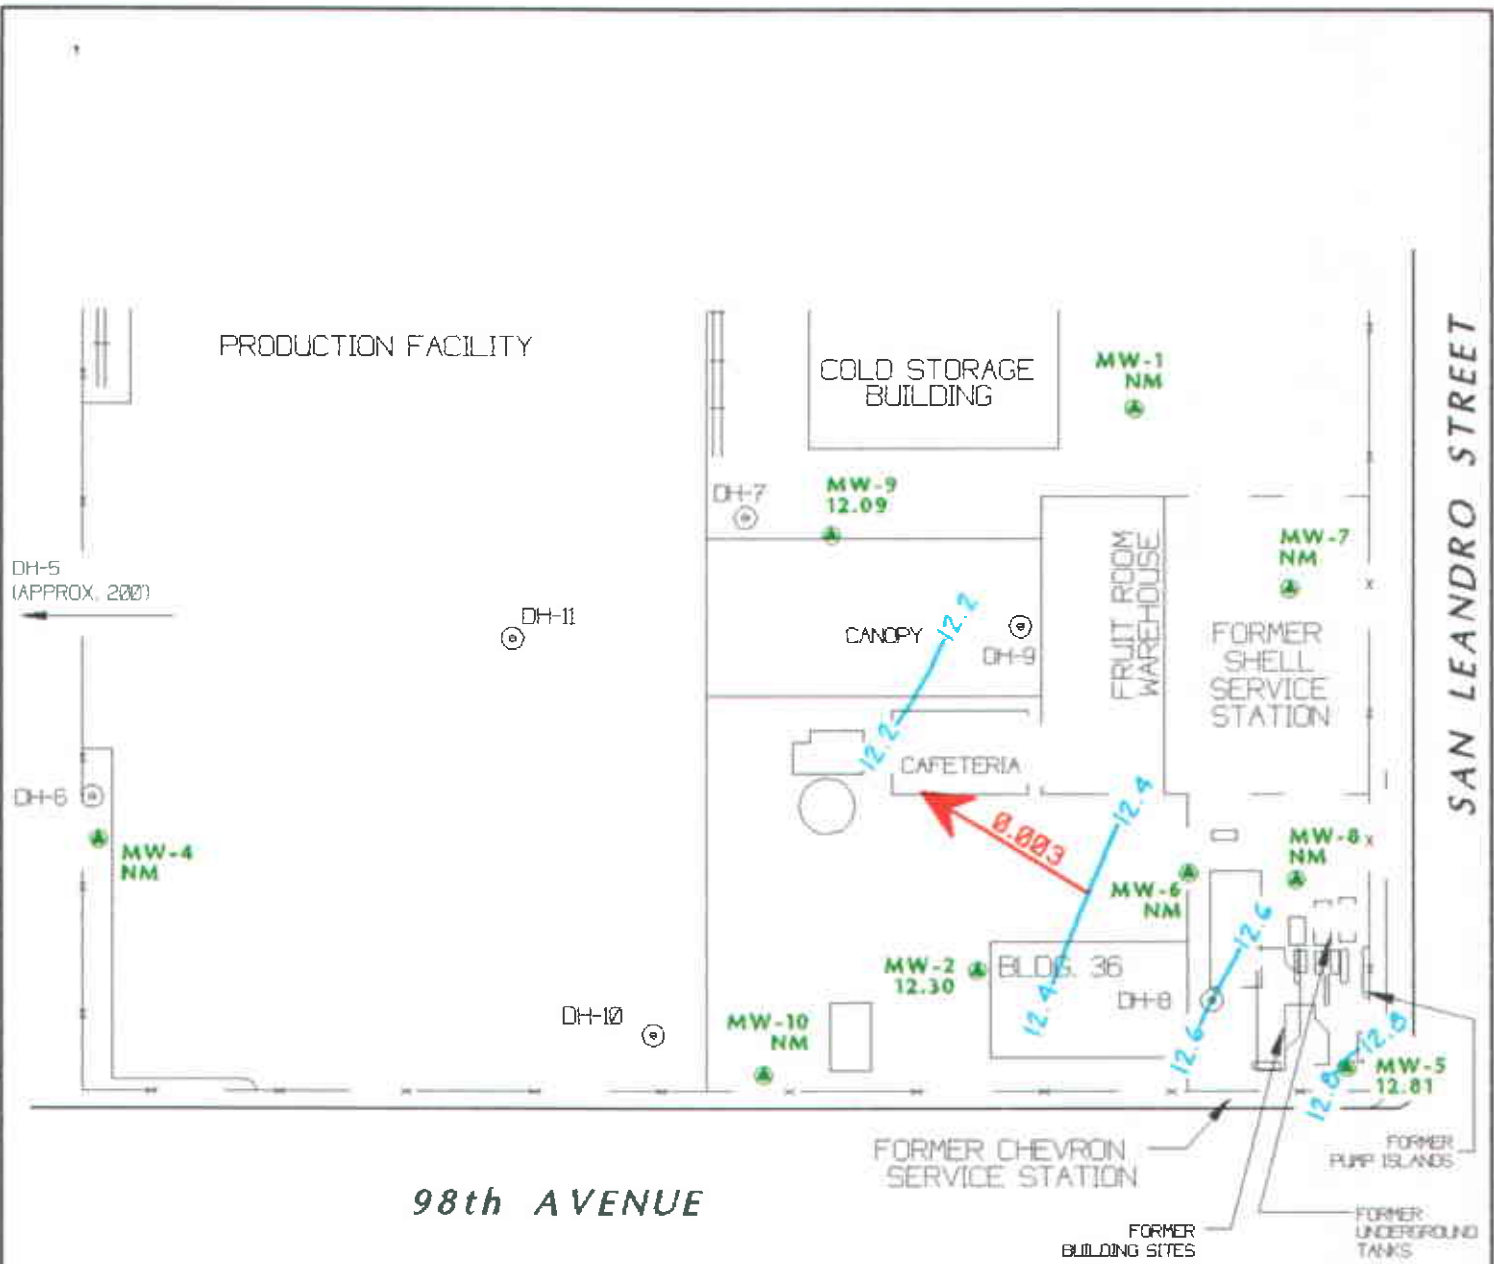 PRODUCTION FACILITY
COLD STORAGE
BUILDING
MW-1
NM
SAN LEANDRO STREET
DH-7
MW-9
12.09
MW-7
NM
FRUIT ROOM
WAREHOUSE
DH-5
(APPROX. 200')
DH-11
CANOPY
12.2
DH-9
FORMER
SHELL
SERVICE
STATION
12.2
CAFETERIA
DH-6
MW-4
NM
12.4
0.003
MW-8
NM
MW-6
NM
12.6
MW-2
12.30
BLDG. 36
DH-8
12.4
DH-10
MW-10
NM
12.6
12.8
12.8
MW-5
12.81
FORMER CHEVRON
SERVICE STATION
FORMER
PUMP ISLANDS
98th AVENUE
FORMER
BUILDING SITES
FORMER
UNDERGROUND
TANKS